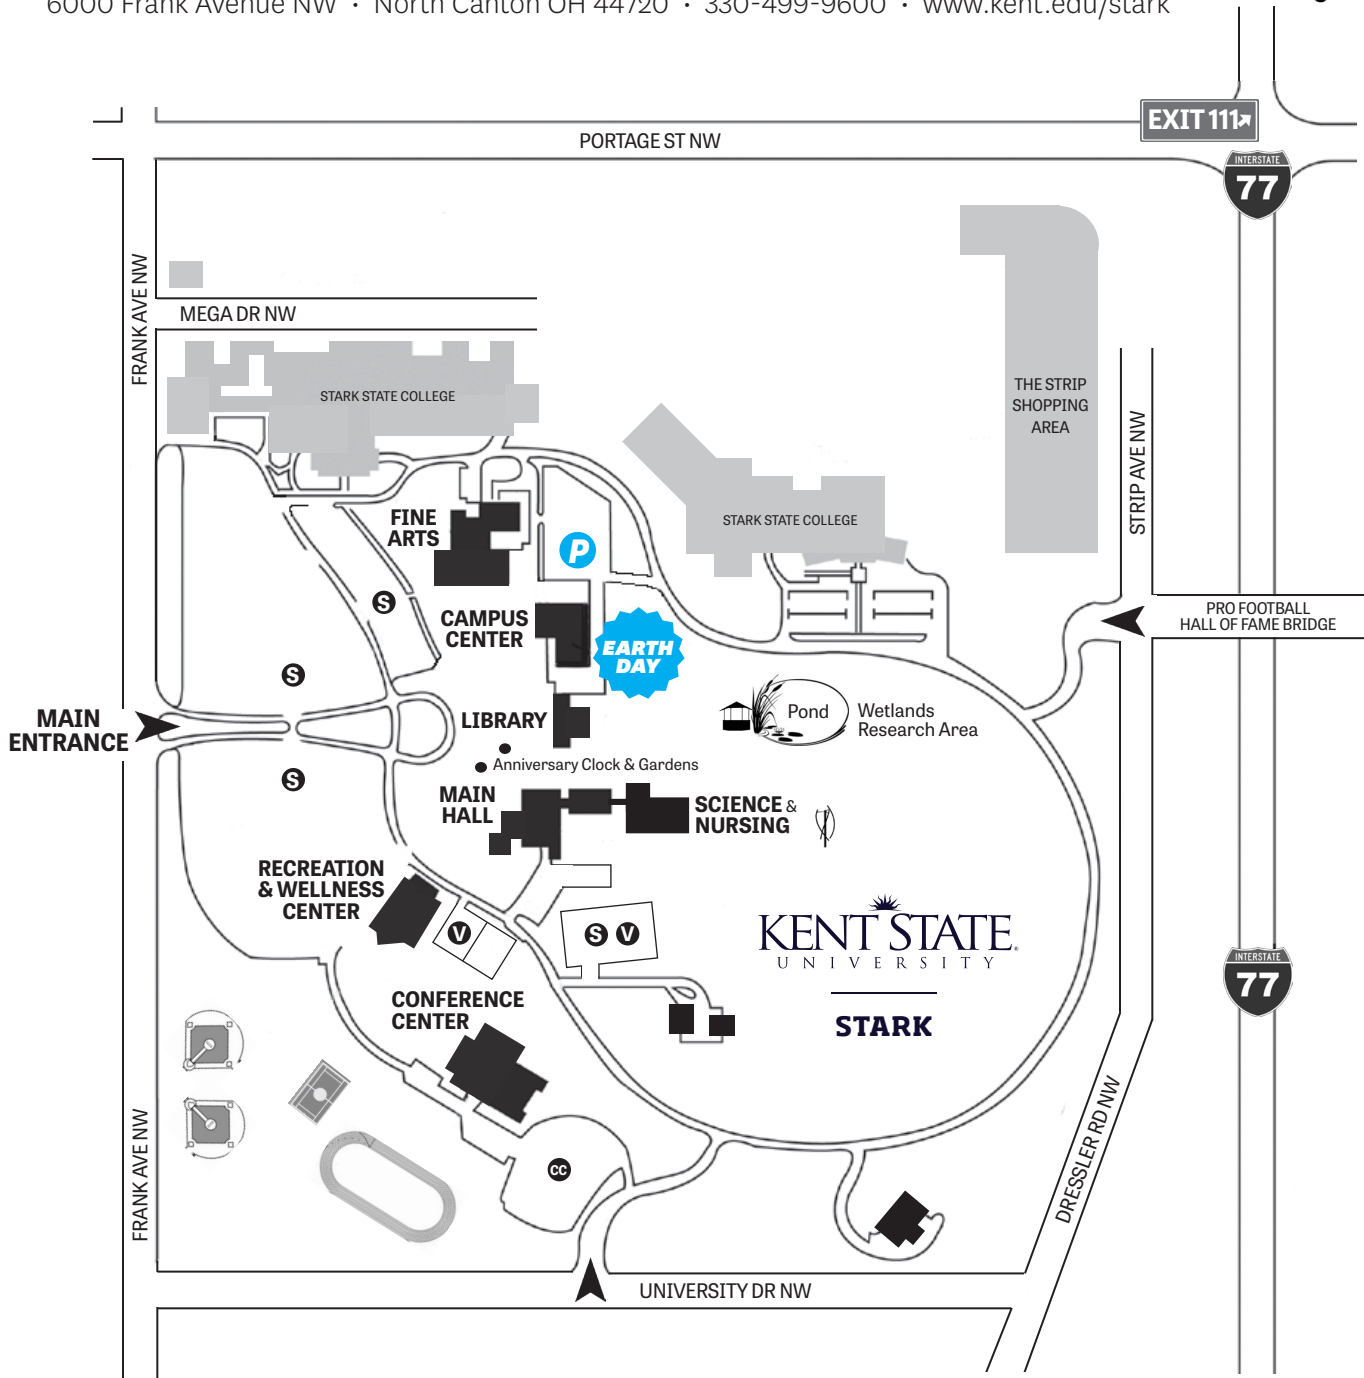 6000 Frank Avenue NW · North Canton OH 44720 · 330-499-9600 · www.kent.edu/stark
EXIT 111
PORTAGE ST NW
INTERSTATE
77
FRANK AVE NW
MEGA DR NW
STARK STATE COLLEGE
THE STRIP
SHOPPING
AREA
STRIP AVE NW
FINE
ARTS
STARK STATE COLLEGE
P
S
CAMPUS
CENTER
EARTH
DAY
PRO FOOTBALL
HALL OF FAME BRIDGE
S
MAIN
ENTRANCE
LIBRARY
Pond
Wetlands
Research Area
Anniversary Clock & Gardens
S
MAIN
HALL
SCIENCE &
NURSING
RECREATION
& WELLNESS
CENTER
V
S
V
KENT STATE
UNIVERSITY
STARK
INTERSTATE
77
CONFERENCE
CENTER
CC
FRANK AVE NW
DRESSLER RD NW
UNIVERSITY DR NW